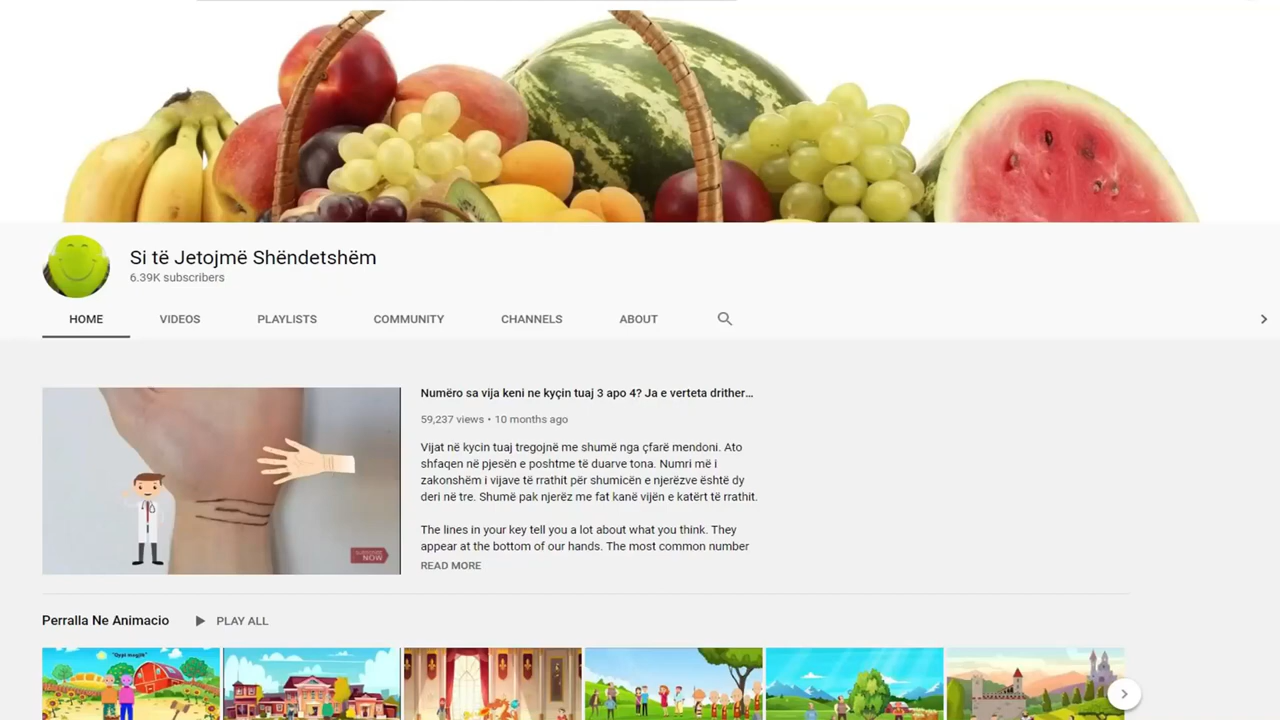 Si të Jetojmë Shëndetshëm
6.39K subscribers
HOME VIDEOS PLAYLISTS COMMUNITY CHANNELS ABOUT
Numëro sa vija keni ne kyçin tuaj 3 apo 4? Ja e verteta drither...
59,237 views • 10 months ago
Vijat në kycin tuaj tregojnë me shumë nga çfarë mendoni. Ato
shfaqen në pjesën e poshtme të duarve tona. Numri më i
zakonshëm i vijave të rrathit për shumicën e njerëzve është dy
deri në tre. Shumë pak njerëz me fat kanë vijën e katërt të rrathit.
The lines in your key tell you a lot about what you think. They
appear at the bottom of our hands. The most common number
READ MORE
SUBSCRIBE
NOW
Perralla Ne Animacio PLAY ALL
"Qypi magjik"